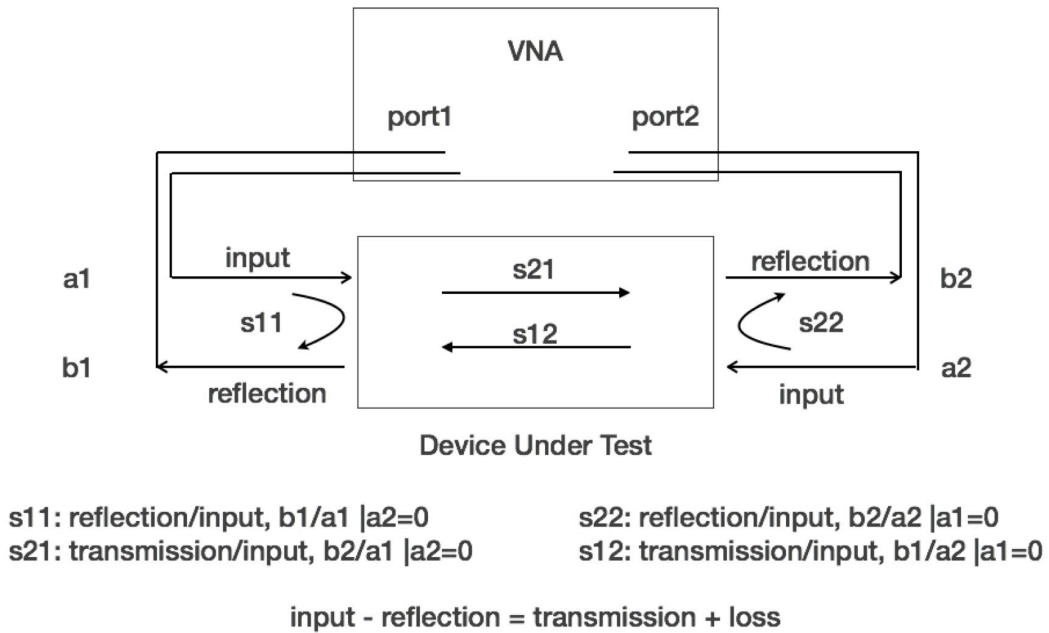 VNA
port1 port2
input s21 reflection
a1 b2
s11 s12 s22
b1 a2
reflection input
Device Under Test
s11: reflection/input, b1/a1 |a2=0
s22: reflection/input, b2/a2 |a1=0
s21: transmission/input, b2/a1 |a2=0
s12: transmission/input, b1/a2 |a1=0
input - reflection = transmission + loss